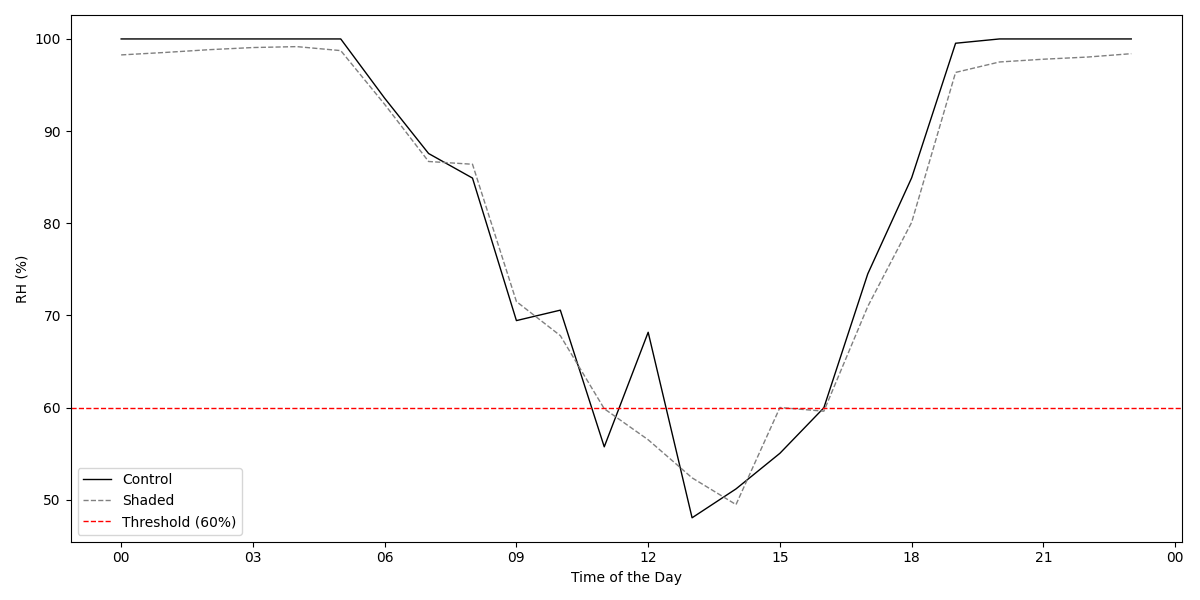 100
90
80
70
60
50
RH (%)
Control
Shaded
Threshold (60%)
00 03 06 09 12 15 18 21 00
Time of the Day